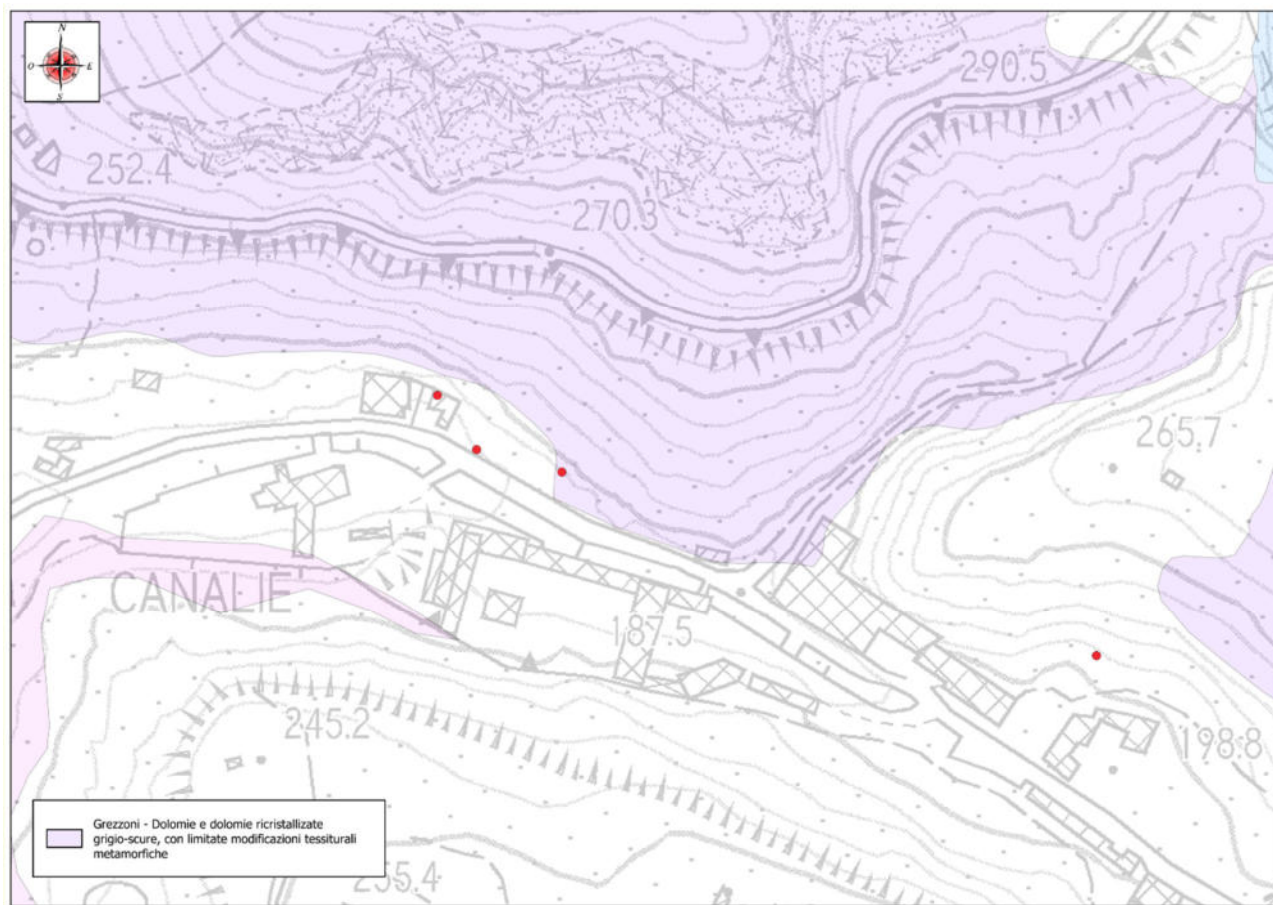 N
O E
S
290.5
252.4
270.3
265.7
CANALIE
187.5
245.2
198.8
Grezzoni - Dolomie e dolomie ricristallizate
grigio-scure, con limitate modificazioni tessiturali
metamorfiche
255.4